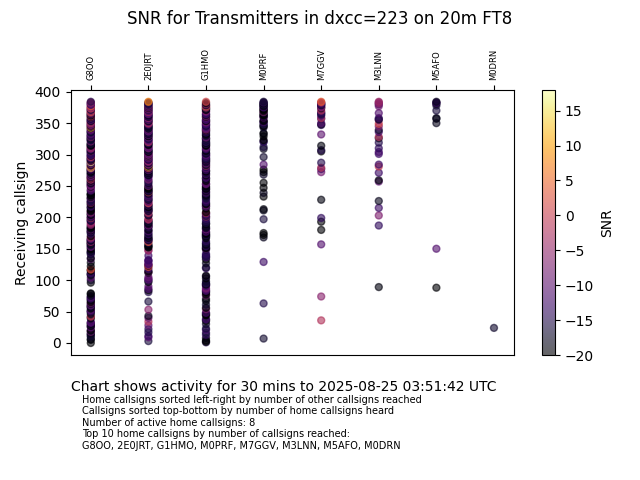 SNR for Transmitters in dxcc=223 on 20m FT8
G8OO 2E0JRT G1HMO M0PRF M7GGV M3LNN M5AFO M0DRN
400
350
300
250
200
150
100
50
0
Receiving callsign
15
10
5
0
−5
−10
−15
−20
SNR
Chart shows activity for 30 mins to 2025-08-25 03:51:42 UTC
Home callsigns sorted left-right by number of other callsigns reached
Callsigns sorted top-bottom by number of home callsigns heard
Number of active home callsigns: 8
Top 10 home callsigns by number of callsigns reached:
G8OO, 2E0JRT, G1HMO, M0PRF, M7GGV, M3LNN, M5AFO, M0DRN